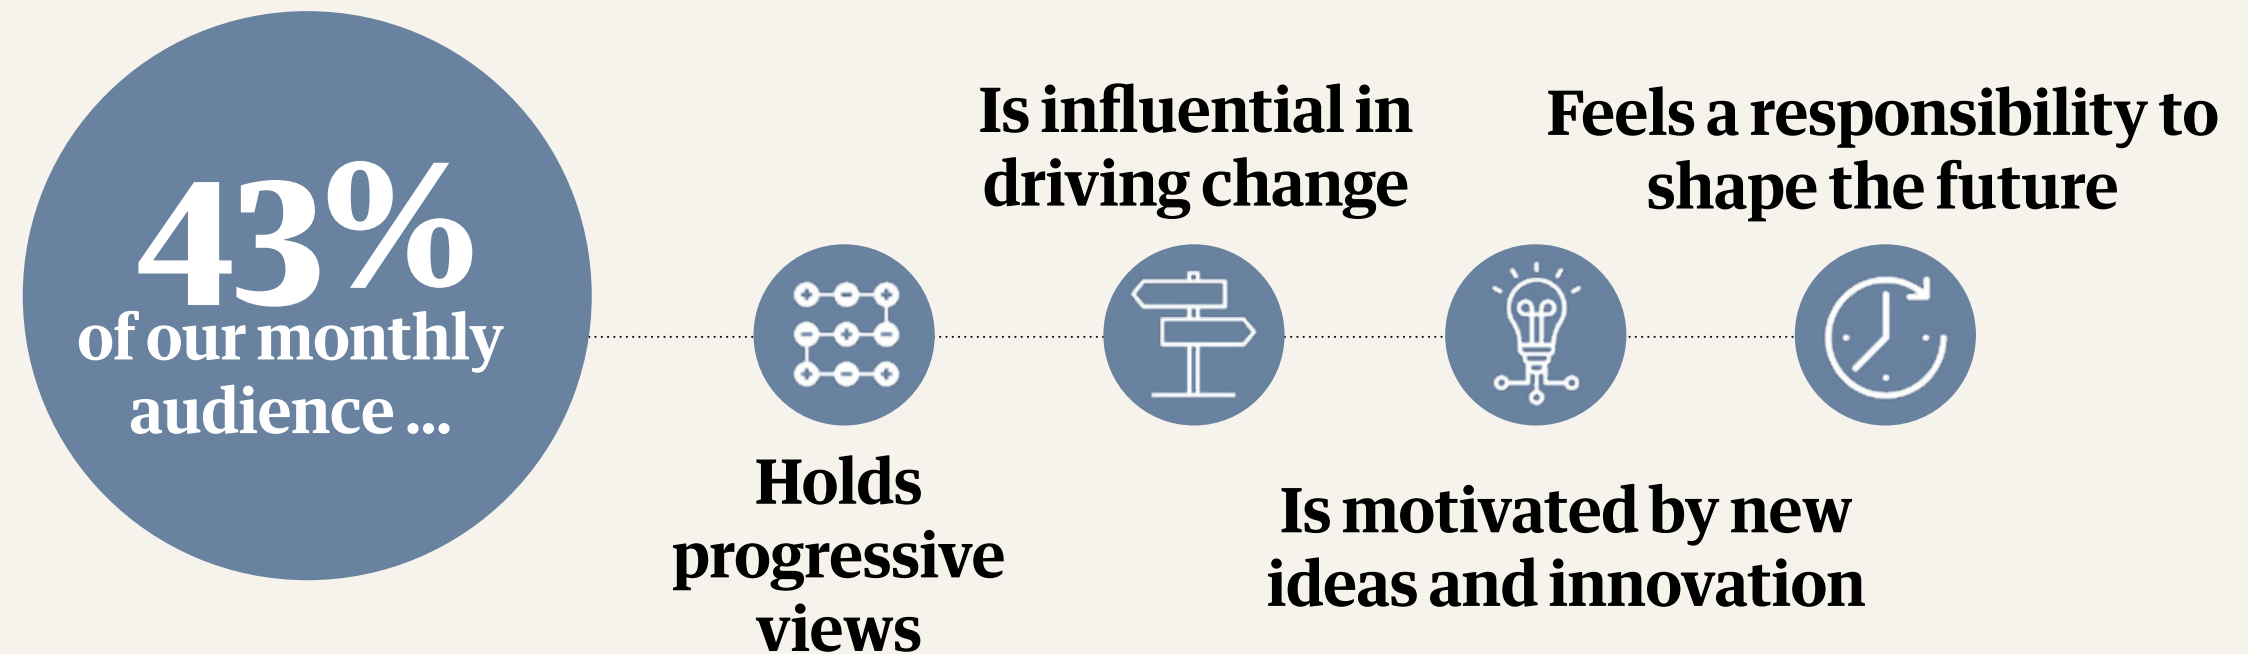 43%
of our monthly
audience ...
Holds
progressive
views
Is influential in
driving change
Is motivated by new
ideas and innovation
Feels a responsibility to
shape the future